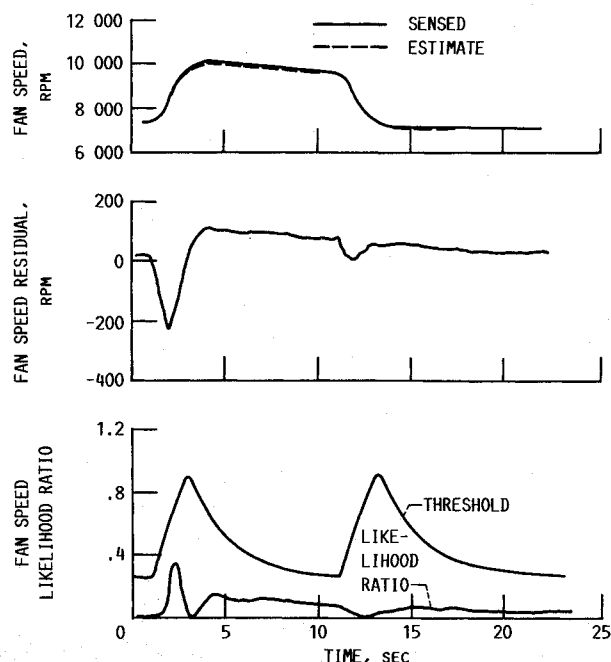 SENSED
ESTIMATE
FAN SPEED,
RPM
12 000
10 000
8 000
6 000
FAN SPEED RESIDUAL,
RPM
200
0
-200
-400
FAN SPEED
LIKELIHOOD RATIO
1.2
.8
.4
0
THRESHOLD
LIKE-
LIHOOD
RATIO
0 5 10 15 20 25
TIME, SEC